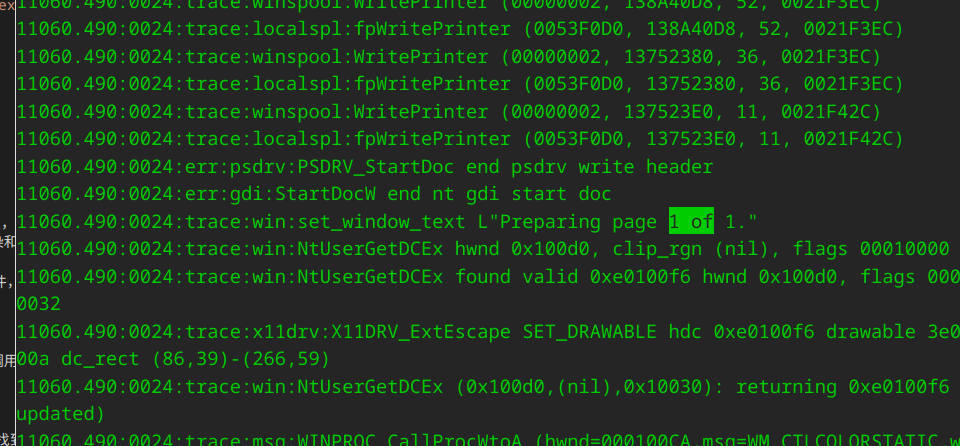 ex
11060.490:0024:trace:winspool:WritePrinter (00000002, 138A40D8, 52, 0021F3EC)
11060.490:0024:trace:localspl:fpWritePrinter (0053F0D0, 138A40D8, 52, 0021F3EC)
11060.490:0024:trace:winspool:WritePrinter (00000002, 13752380, 36, 0021F3EC)
11060.490:0024:trace:localspl:fpWritePrinter (0053F0D0, 13752380, 36, 0021F3EC)
11060.490:0024:trace:winspool:WritePrinter (00000002, 137523E0, 11, 0021F42C)
11060.490:0024:trace:localspl:fpWritePrinter (0053F0D0, 137523E0, 11, 0021F42C)
11060.490:0024:err:psdrv:PSDRV_StartDoc end psdrv write header
11060.490:0024:err:gdi:StartDocW end nt gdi start doc
11060.490:0024:trace:win:set_window_text L"Preparing page 1 of 1."
11060.490:0024:trace:win:NtUserGetDCEx hwnd 0x100d0, clip_rgn (nil), flags 00010000
11060.490:0024:trace:win:NtUserGetDCEx found valid 0xe0100f6 hwnd 0x100d0, flags 000
0032
11060.490:0024:trace:x11drv:X11DRV_ExtEscape SET_DRAWABLE hdc 0xe0100f6 drawable 3e0
00a dc_rect (86,39)-(266,59)
11060.490:0024:trace:win:NtUserGetDCEx (0x100d0,(nil),0x10030): returning 0xe0100f6
updated)
11060.490:0024:trace:msg:WINPROC_CallProcWtoA (hwnd=000100CA,msg=WM_CTLCOLORSTATIC,w